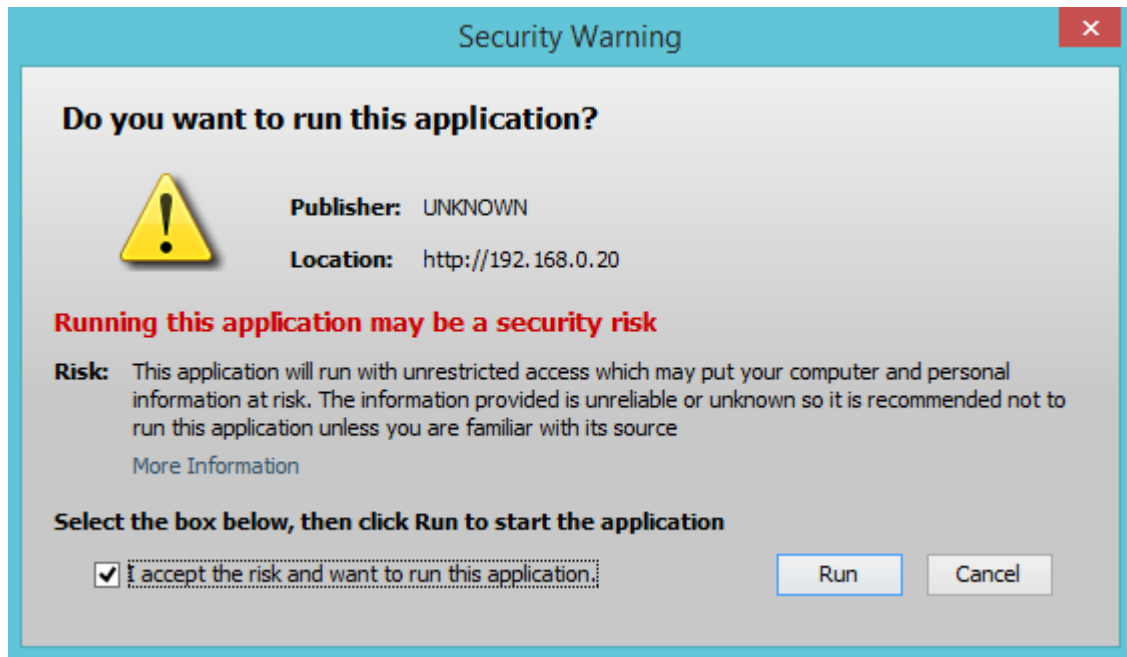 Security Warning
Do you want to run this application?
Publisher: UNKNOWN
Location: http://192.168.0.20
Running this application may be a security risk
Risk: This application will run with unrestricted access which may put your computer and personal
information at risk. The information provided is unreliable or unknown so it is recommended not to
run this application unless you are familiar with its source
More Information
Select the box below, then click Run to start the application
I accept the risk and want to run this application.
Run Cancel